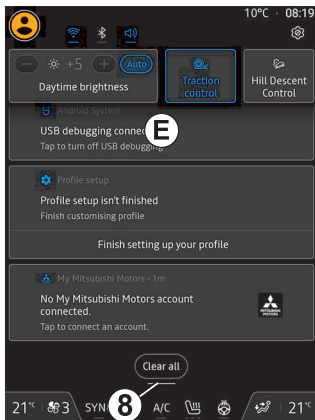 10°C · 08:19
+5
Auto
Daytime brightness
Traction
control
Hill Descent
Control
Android System
USB debugging connec
E
Tap to turn off USB debugging
Profile setup
Profile setup isn't finished
Finish customising profile
Finish setting up your profile
My Mitsubishi Motors • 1m
No My Mitsubishi Motors account
connected.
Tap to connect an account.
MITSUBISHI
MOTORS
Clear all
21°C
3
SYN
8
A/C
21°C